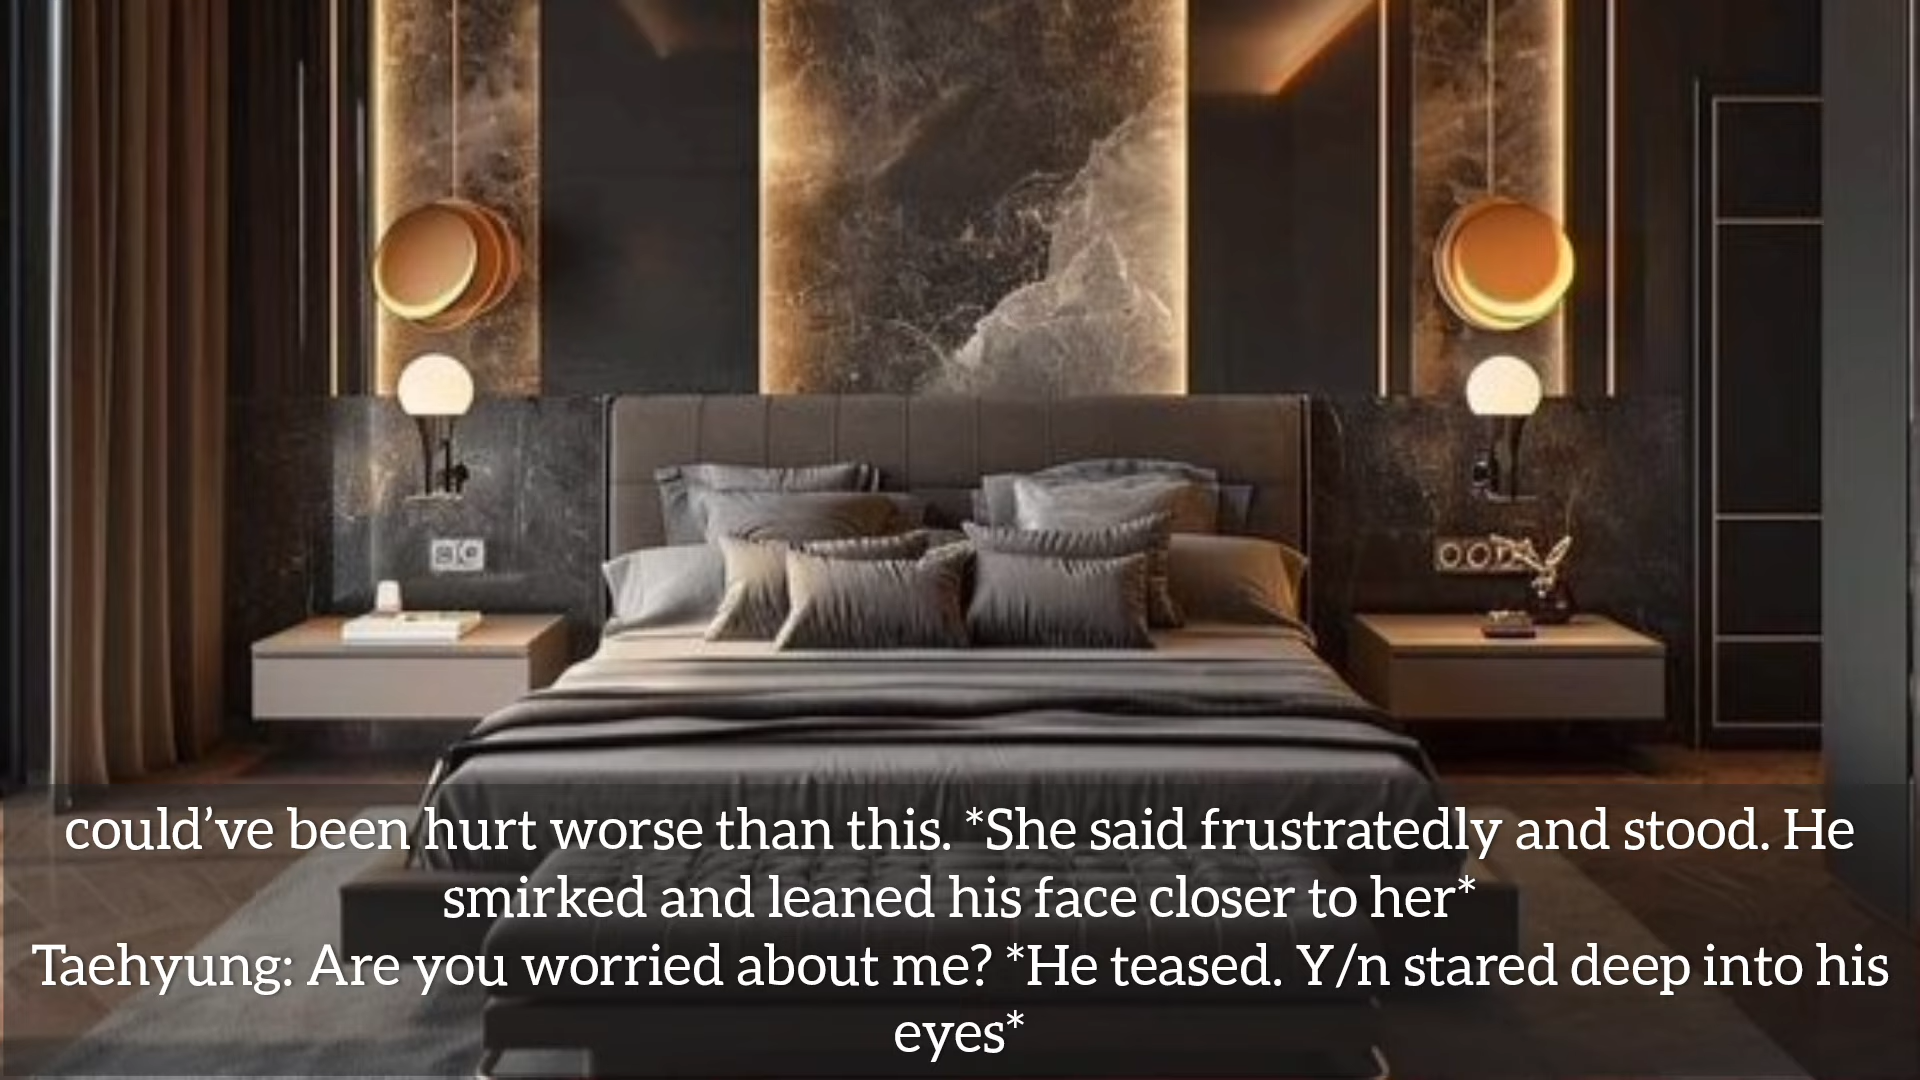 could’ve been hurt worse than this. *She said frustratedly and stood. He
smirked and leaned his face closer to her*
Taehyung: Are you worried about me? *He teased. Y/n stared deep into his
eyes*